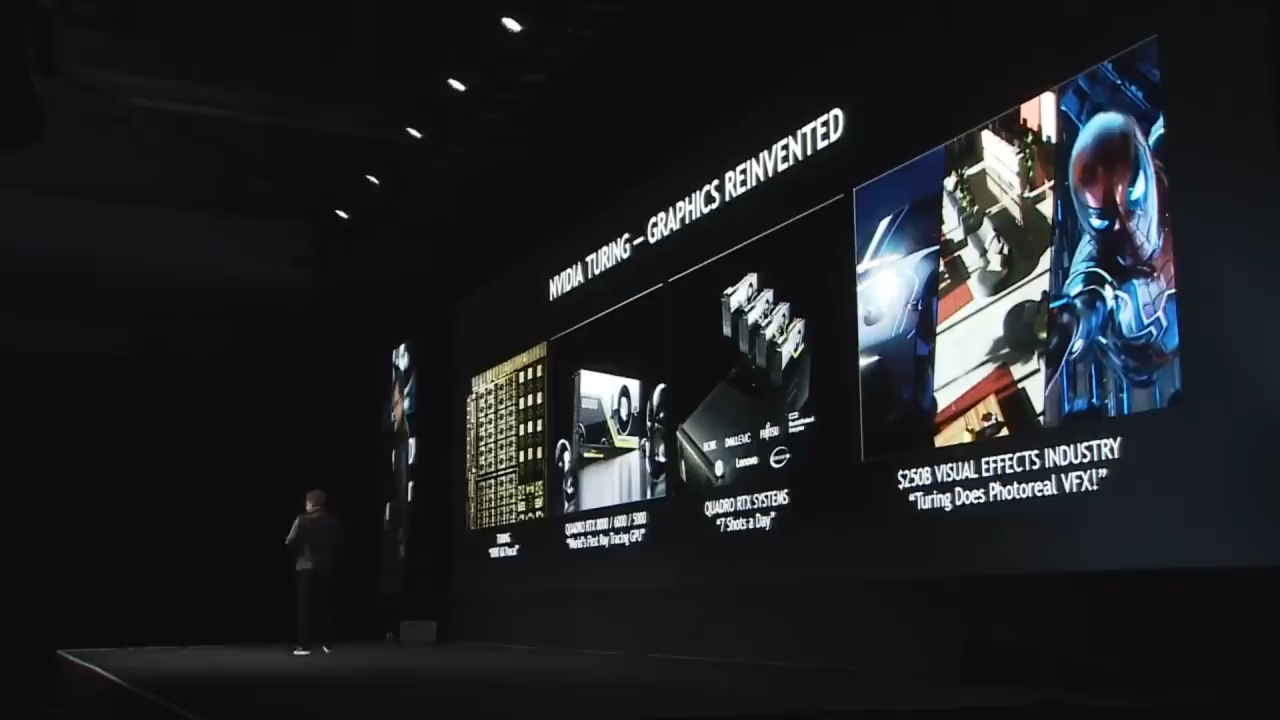 NVIDIA TURING — GRAPHICS REINVENTED
TURING
QUADRO RTX 8000 / 6000 / 5000
"World's First Ray Tracing GPU"
DELL EMC
FUJITSU
Lenovo
QUADRO RTX SYSTEMS
"7 Shots a Day"
$250B VISUAL EFFECTS INDUSTRY
"Turing Does Photoreal VFX!"